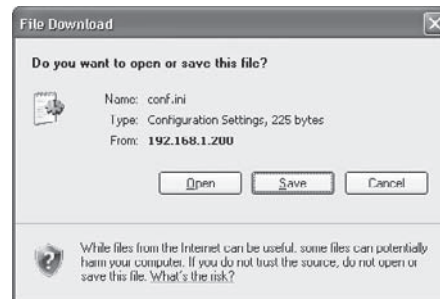 File Download
Do you want to open or save this file?
Name: conf.ini
Type: Configuration Settings, 225 bytes
From: 192.168.1.200
Open
Save
Cancel
While files from the Internet can be useful, some files can potentially
harm your computer. If you do not trust the source, do not open or
save this file. What's the risk?